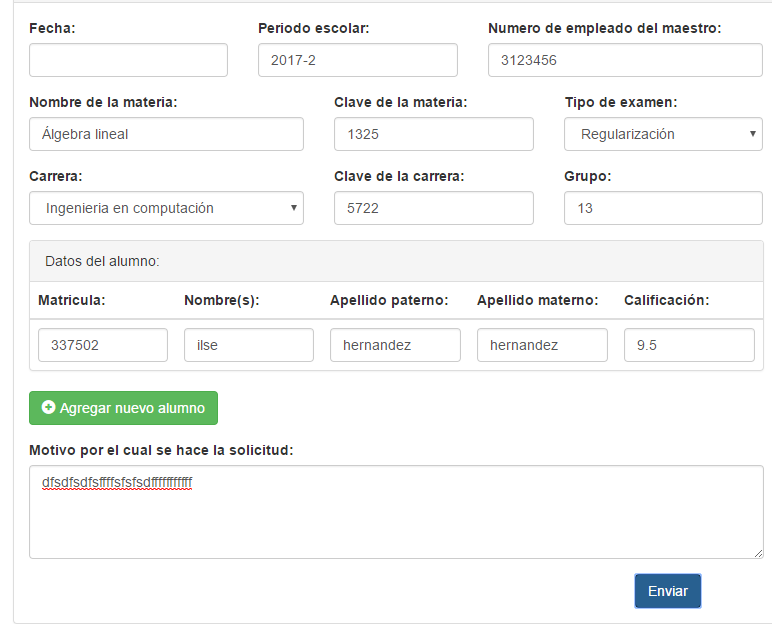 Fecha: Periodo escolar: Numero de empleado del maestro:
2017-2 3123456
Nombre de la materia: Clave de la materia: Tipo de examen:
Álgebra lineal 1325 Regularización
Carrera: Clave de la carrera: Grupo:
Ingenieria en computación 5722 13
Datos del alumno:
Matricula: Nombre(s): Apellido paterno: Apellido materno: Calificación:
337502 ilse hernandez hernandez 9.5
Agregar nuevo alumno
Motivo por el cual se hace la solicitud:
dfsdfsdfsffffsfsfsdfffffffffff
Enviar